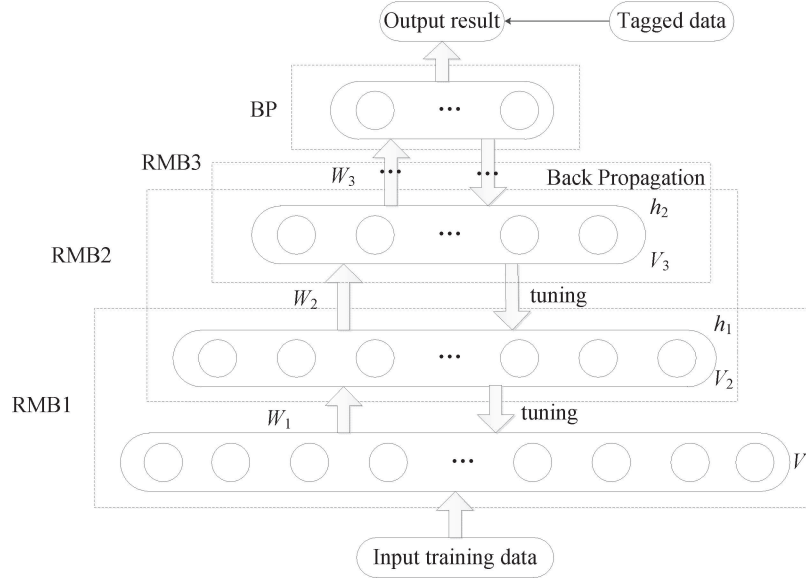 Output result
Tagged data
BP
...
RMB3
W3
...
...
Back Propagation
h2
...
V3
RMB2
W2
tuning
h1
...
V2
RMB1
W1
tuning
...
V
Input training data